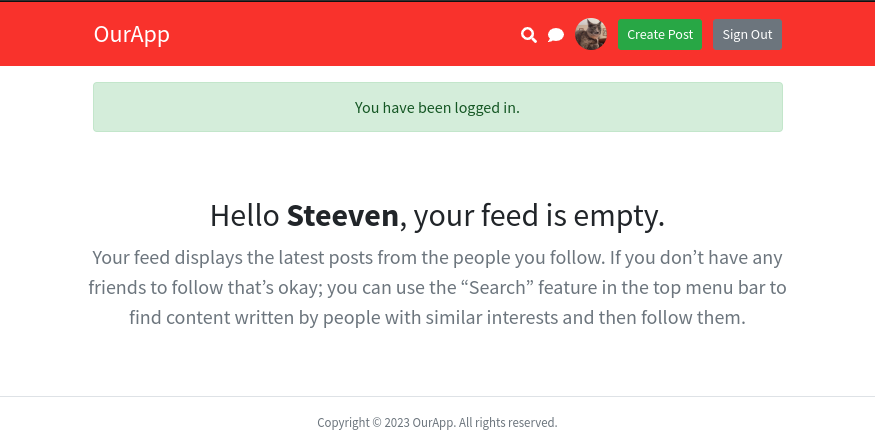 OurApp
Create Post
Sign Out
You have been logged in.
Hello Steeven, your feed is empty.
Your feed displays the latest posts from the people you follow. If you don’t have any
friends to follow that’s okay; you can use the “Search” feature in the top menu bar to
find content written by people with similar interests and then follow them.
Copyright © 2023 OurApp. All rights reserved.